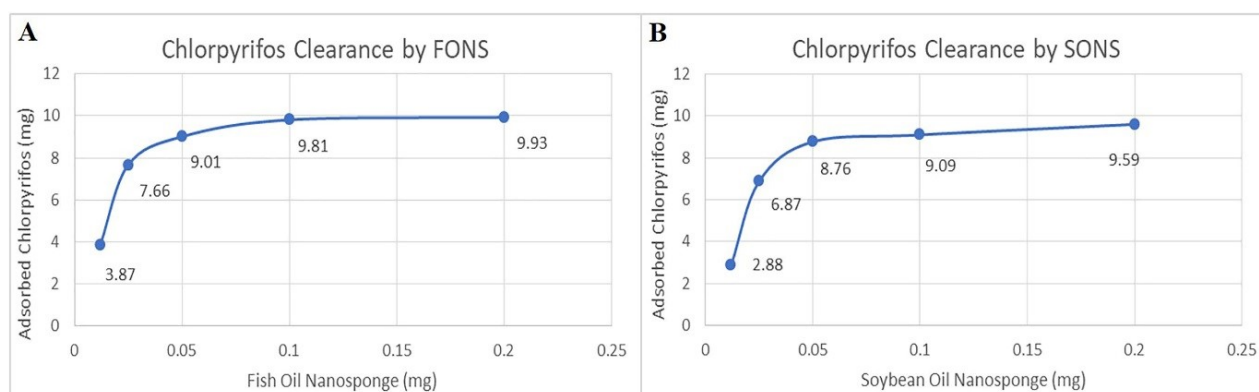 A
Chlorpyrifos Clearance by FONS
Adsorbed Chlorpyrifos (mg)
12
10
8
6
4
2
0
3.87
7.66
9.01
9.81
9.93
0 0.05 0.1 0.15 0.2 0.25
Fish Oil Nanosponge (mg)
B
Chlorpyrifos Clearance by SONS
Adsorbed Chlorpyrifos (mg)
12
10
8
6
4
2
0
2.88
6.87
8.76
9.09
9.59
0 0.05 0.1 0.15 0.2 0.25
Soybean Oil Nanosponge (mg)